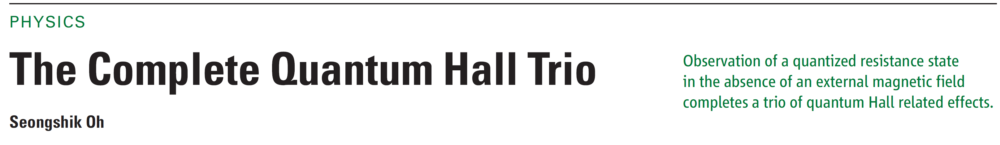 PHYSICS
The Complete Quantum Hall Trio
Seongshik Oh
Observation of a quantized resistance state
in the absence of an external magnetic field
completes a trio of quantum Hall related effects.